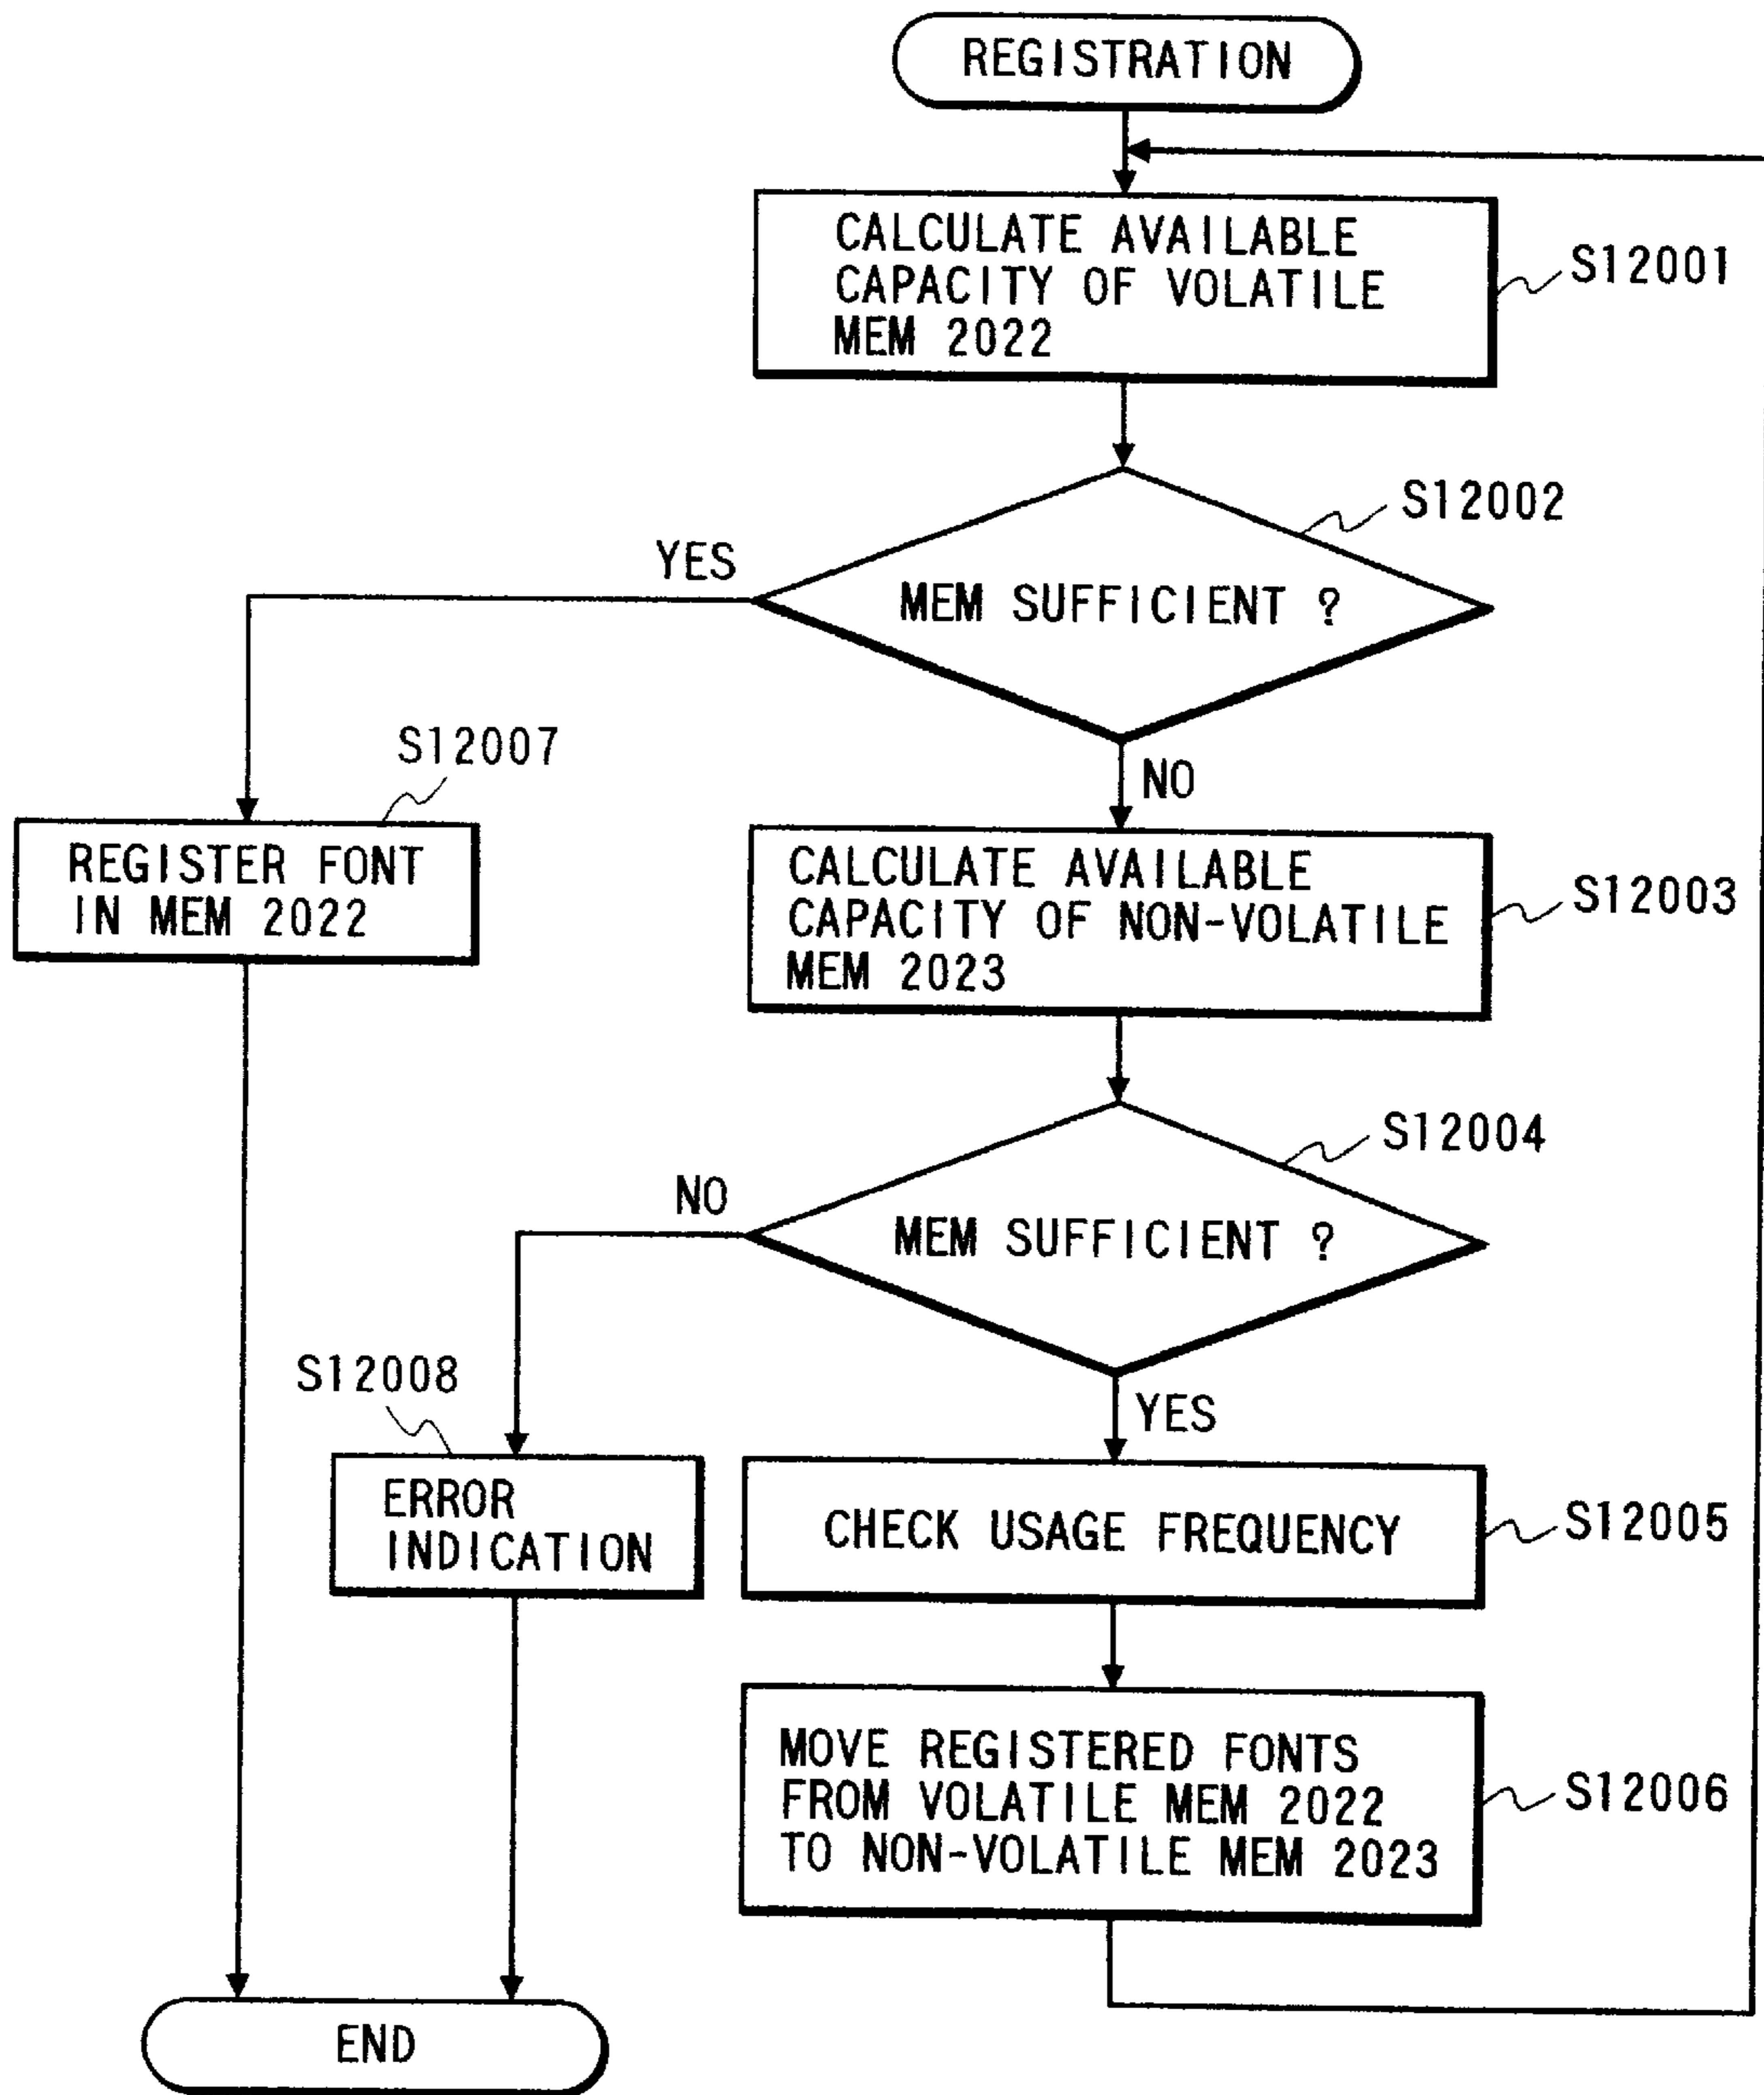 REGISTRATION
CALCULATE AVAILABLE
CAPACITY OF VOLATILE
MEM 2022
S12001
S12002
YES
MEM SUFFICIENT ?
S12007
NO
REGISTER FONT
IN MEM 2022
CALCULATE AVAILABLE
CAPACITY OF NON-VOLATILE
MEM 2023
S12003
S12004
NO
MEM SUFFICIENT ?
S12008
YES
ERROR
INDICATION
CHECK USAGE FREQUENCY
S12005
MOVE REGISTERED FONTS
FROM VOLATILE MEM 2022
TO NON-VOLATILE MEM 2023
S12006
END